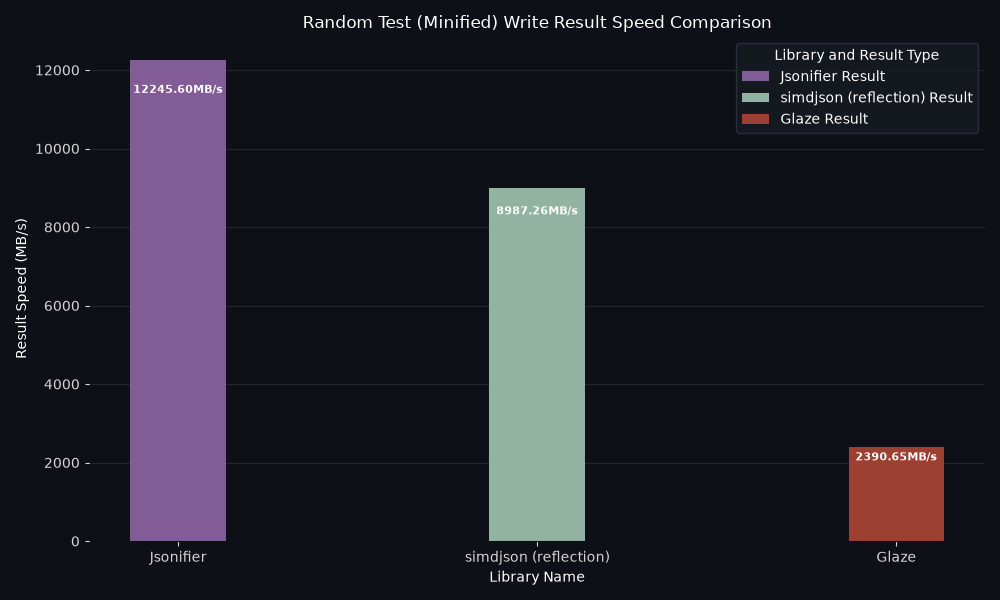 Random Test (Minified) Write Result Speed Comparison
Library and Result Type
Jsonifier Result
simdjson (reflection) Result
Glaze Result
Result Speed (MB/s)
12000
10000
8000
6000
4000
2000
0
12245.60MB/s
8987.26MB/s
2390.65MB/s
Jsonifier
simdjson (reflection)
Glaze
Library Name